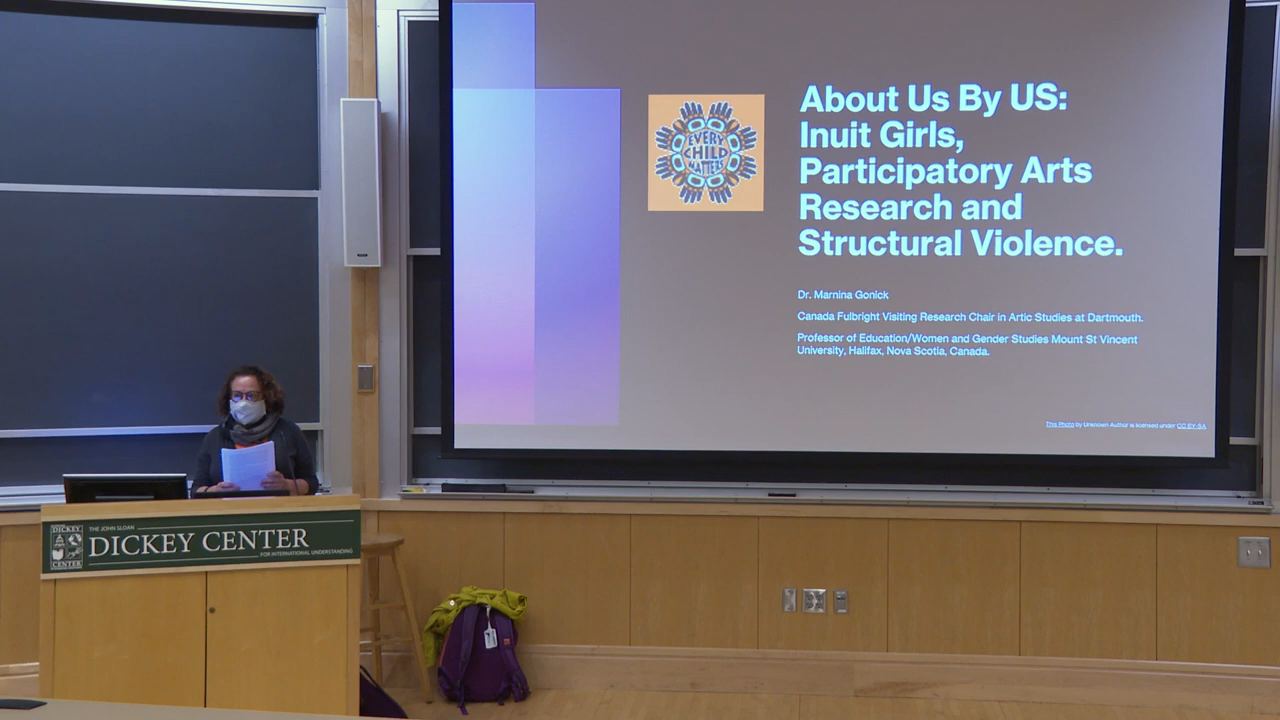 About Us By US:
Inuit Girls,
Participatory Arts
Research and
Structural Violence.
EVERY
CHILD
MATTERS
Dr. Marnina Gonick
Canada Fulbright Visiting Research Chair in Artic Studies at Dartmouth.
Professor of Education/Women and Gender Studies Mount St Vincent
University, Halifax, Nova Scotia, Canada.
This Photo by Unknown Author is licensed under CC BY-SA
DICKEY
CENTER
THE JOHN SLOAN
DICKEY CENTER
FOR INTERNATIONAL UNDERSTANDING